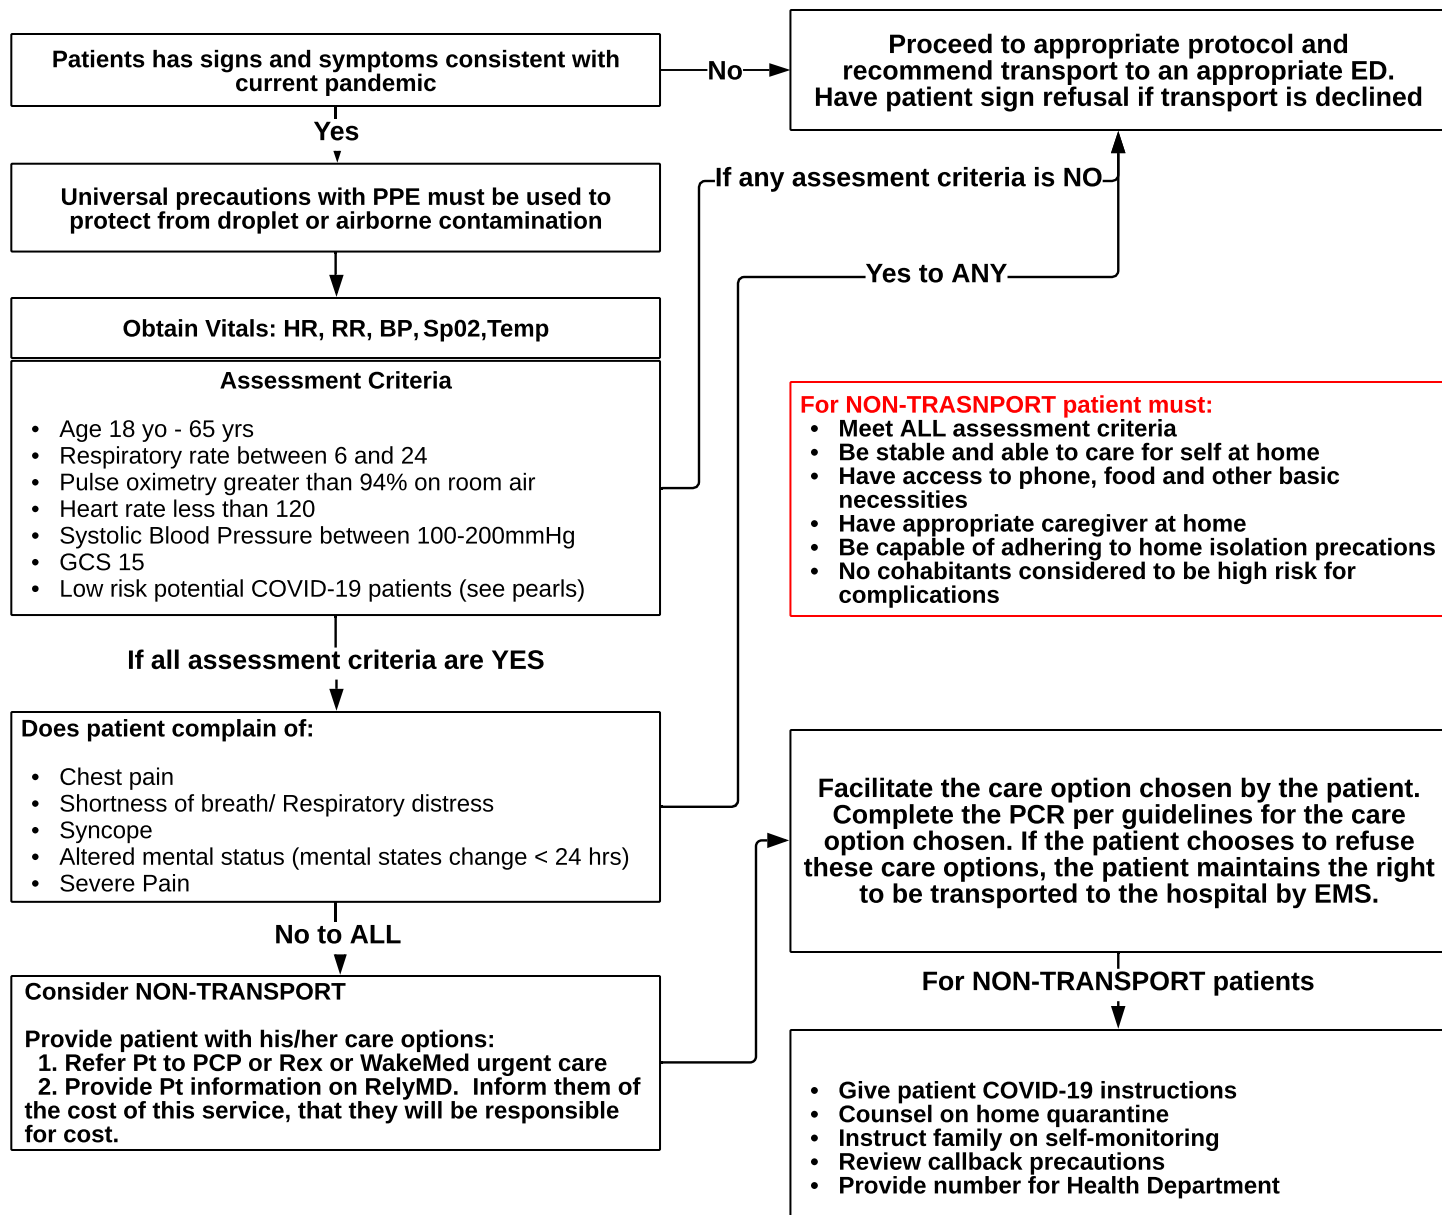 Patients has signs and symptoms consistent with
current pandemic
No
Proceed to appropriate protocol and
recommend transport to an appropriate ED.
Have patient sign refusal if transport is declined
Yes
Universal precautions with PPE must be used to
protect from droplet or airborne contamination
If any assesment criteria is NO
Yes to ANY
Obtain Vitals: HR, RR, BP, Sp02,Temp
Assessment Criteria
• Age 18 yo - 65 yrs
• Respiratory rate between 6 and 24
• Pulse oximetry greater than 94% on room air
• Heart rate less than 120
• Systolic Blood Pressure between 100-200mmHg
• GCS 15
• Low risk potential COVID-19 patients (see pearls)
For NON-TRASNPORT patient must:
• Meet ALL assessment criteria
• Be stable and able to care for self at home
• Have access to phone, food and other basic
necessities
• Have appropriate caregiver at home
• Be capable of adhering to home isolation precations
• No cohabitants considered to be high risk for
complications
If all assessment criteria are YES
Does patient complain of:
• Chest pain
• Shortness of breath/ Respiratory distress
• Syncope
• Altered mental status (mental states change < 24 hrs)
• Severe Pain
No to ALL
Consider NON-TRANSPORT
Provide patient with his/her care options:
1. Refer Pt to PCP or Rex or WakeMed urgent care
2. Provide Pt information on RelyMD. Inform them of
the cost of this service, that they will be responsible
for cost.
Facilitate the care option chosen by the patient.
Complete the PCR per guidelines for the care
option chosen. If the patient chooses to refuse
these care options, the patient maintains the right
to be transported to the hospital by EMS.
For NON-TRANSPORT patients
• Give patient COVID-19 instructions
• Counsel on home quarantine
• Instruct family on self-monitoring
• Review callback precautions
• Provide number for Health Department